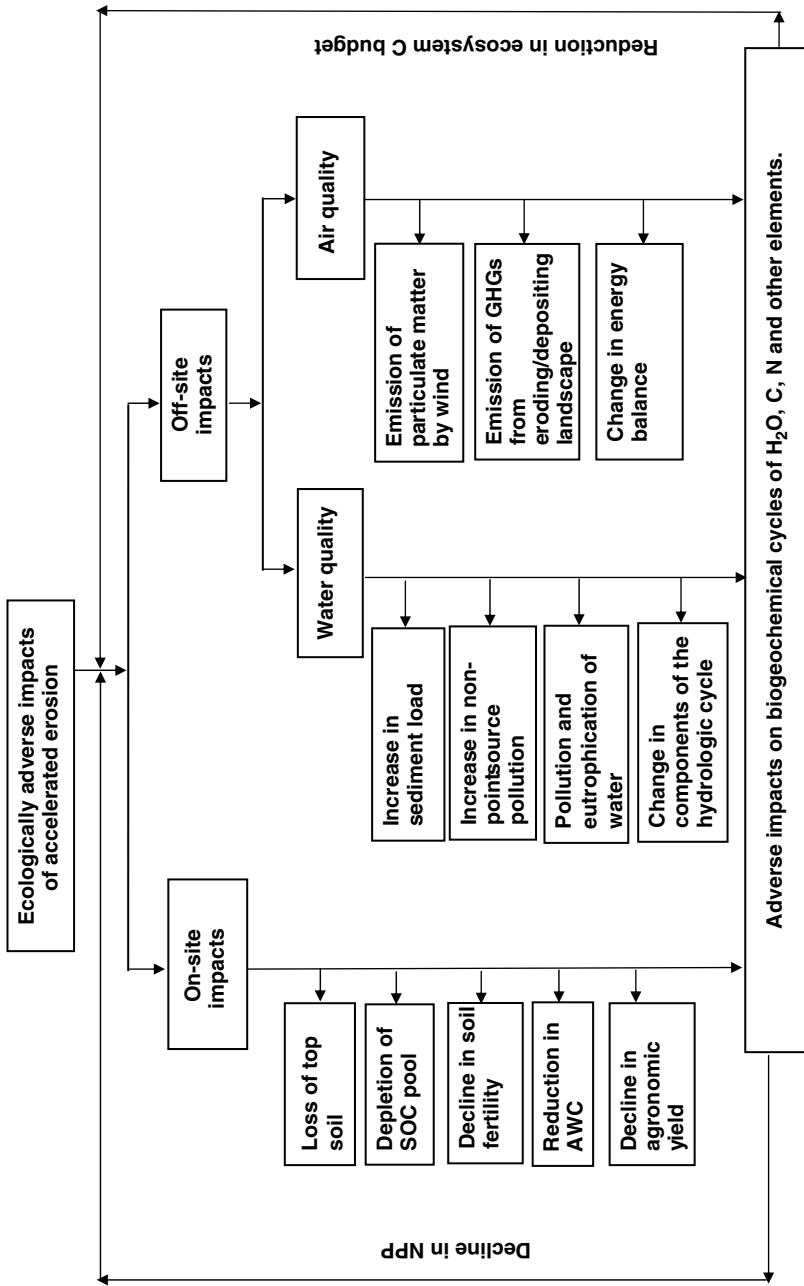 Ecologically adverse impacts
of accelerated erosion
On-site
impacts
Loss of top
soil
Depletion of
SOC pool
Decline in soil
fertility
Reduction in
AWC
Decline in
agronomic
yield
Off-site
impacts
Water quality
Increase in
sediment load
Increase in non-
pointsource
pollution
Pollution and
eutrophication of
water
Change in
components of the
hydrologic cycle
Air quality
Emission of
particulate matter
by wind
Emission of GHGs
from
eroding/depositing
landscape
Change in energy
balance
Adverse impacts on biogeochemical cycles of H₂O, C, N and other elements.
Decline in NPP
Reduction in ecosystem C budget